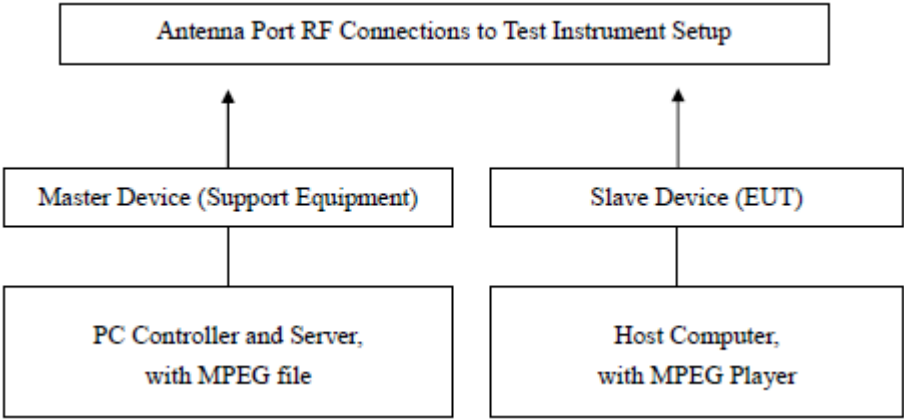 Antenna Port RF Connections to Test Instrument Setup
Master Device (Support Equipment)
Slave Device (EUT)
PC Controller and Server,
with MPEG file
Host Computer,
with MPEG Player